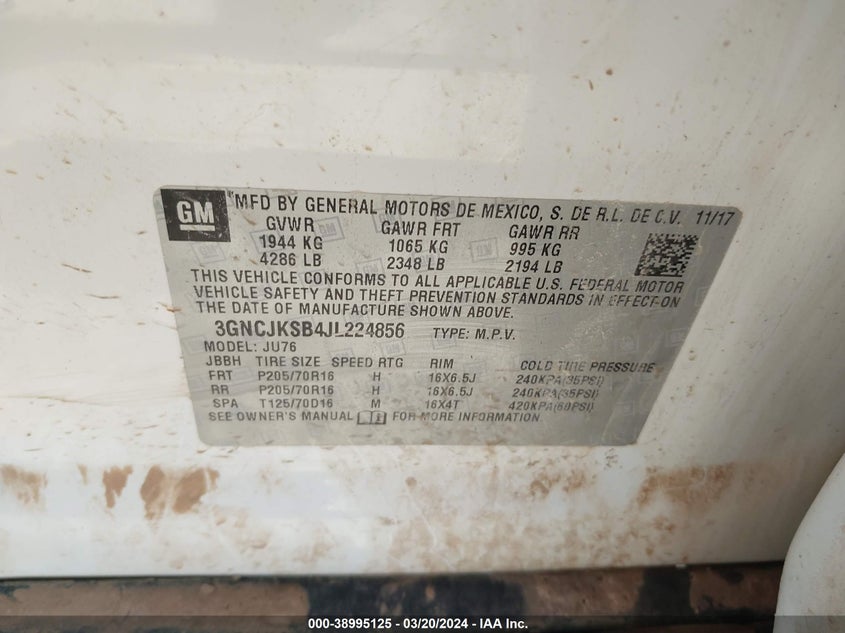 GM
MFD BY GENERAL MOTORS DE MEXICO, S. DE R.L. DE C.V. 11/17
GVWR GAWR FRT GAWR RR
1944 KG 1065 KG 995 KG
4286 LB 2348 LB 2194 LB
THIS VEHICLE CONFORMS TO ALL APPLICABLE U.S. FEDERAL MOTOR
VEHICLE SAFETY AND THEFT PREVENTION STANDARDS IN EFFECT ON
THE DATE OF MANUFACTURE SHOWN ABOVE.
3GNCJKSB4JL224856 TYPE: M.P.V.
MODEL: JU76
JBBH TIRE SIZE SPEED RTG RIM COLD TIRE PRESSURE
FRT P205/70R16 H 16X6.5J 240KPA(35PSI)
RR P205/70R16 H 16X6.5J 240KPA(35PSI)
SPA T125/70D16 M 16X4T 420KPA(60PSI)
SEE OWNER'S MANUAL FOR MORE INFORMATION
000-38995125 - 03/20/2024 - IAA Inc.